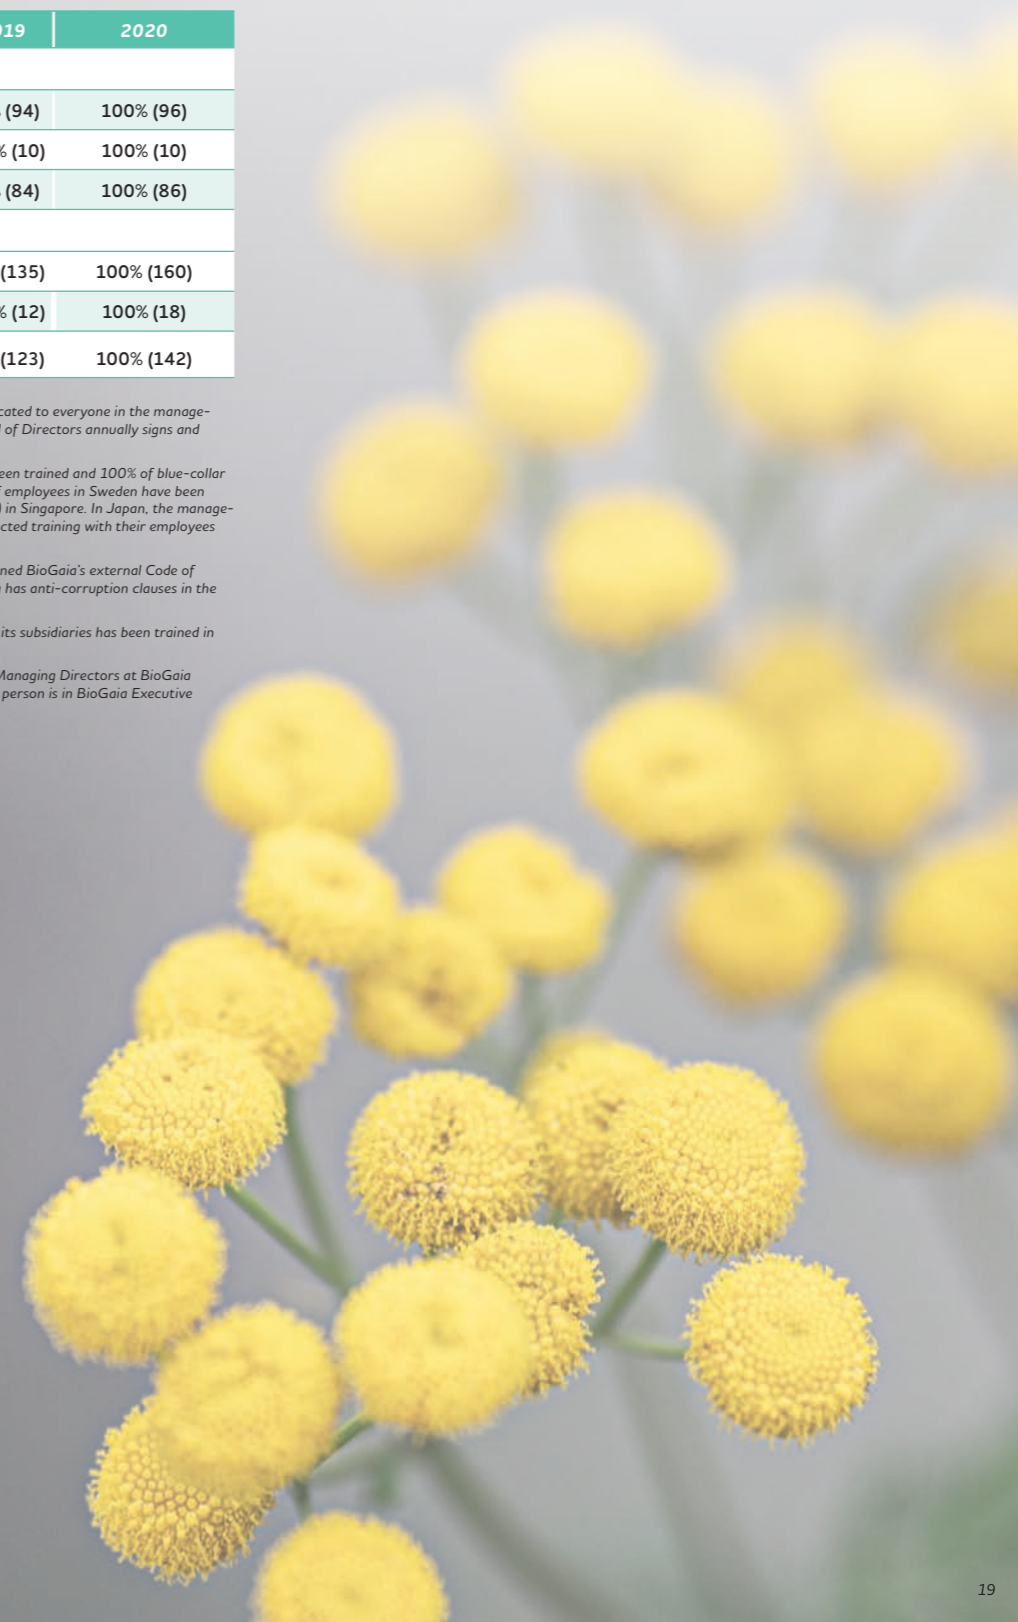 019 2020
(94) 100% (96)
% (10) 100% (10)
(84) 100% (86)
(135) 100% (160)
% (12) 100% (18)
(123) 100% (142)
cated to everyone in the manage-
of Directors annually signs and
een trained and 100% of blue-collar
employees in Sweden have been
in Singapore. In Japan, the manage-
cted training with their employees
ned BioGaia's external Code of
has anti-corruption clauses in the
its subsidiaries has been trained in
Managing Directors at BioGaia
person is in BioGaia Executive
19